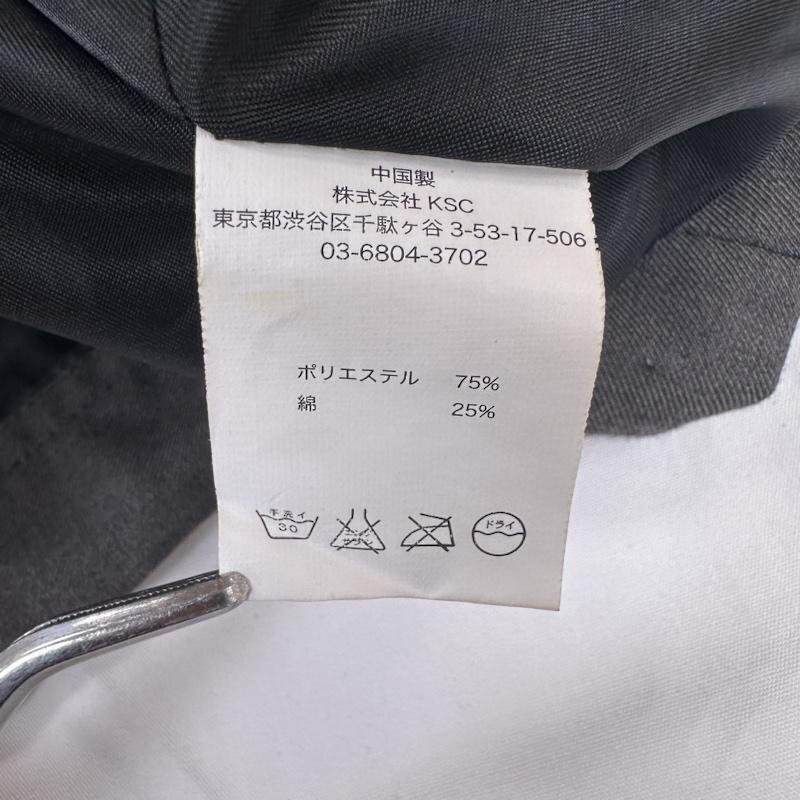 中国製
株式会社 KSC
東京都渋谷区千駄ヶ谷 3-53-17-506
03-6804-3702
ポリエステル 75%
綿 25%
手洗イ
30
ドライ